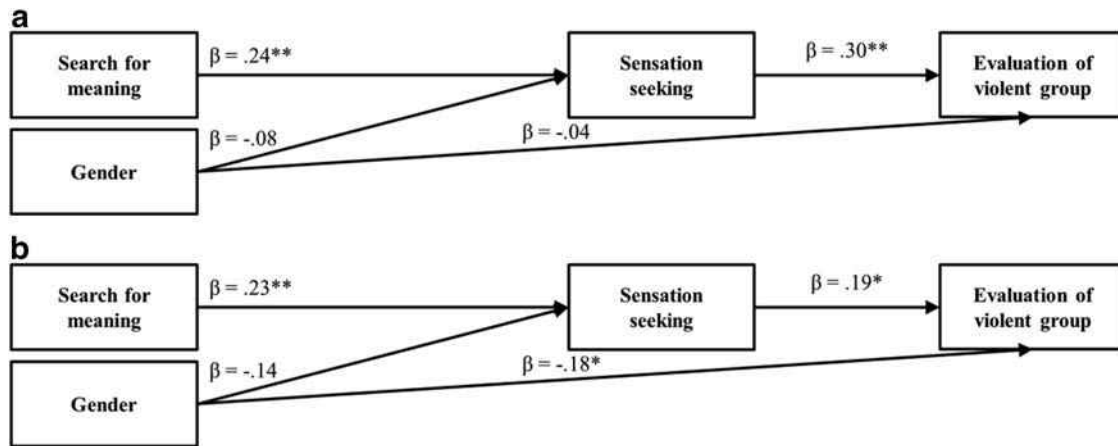 a
β = .24**
β = .30**
Search for
meaning
Sensation
seeking
Evaluation of
violent group
β = -.08
β = -.04
Gender
b
β = .23**
β = .19*
Search for
meaning
Sensation
seeking
Evaluation of
violent group
β = -.14
β = -.18*
Gender